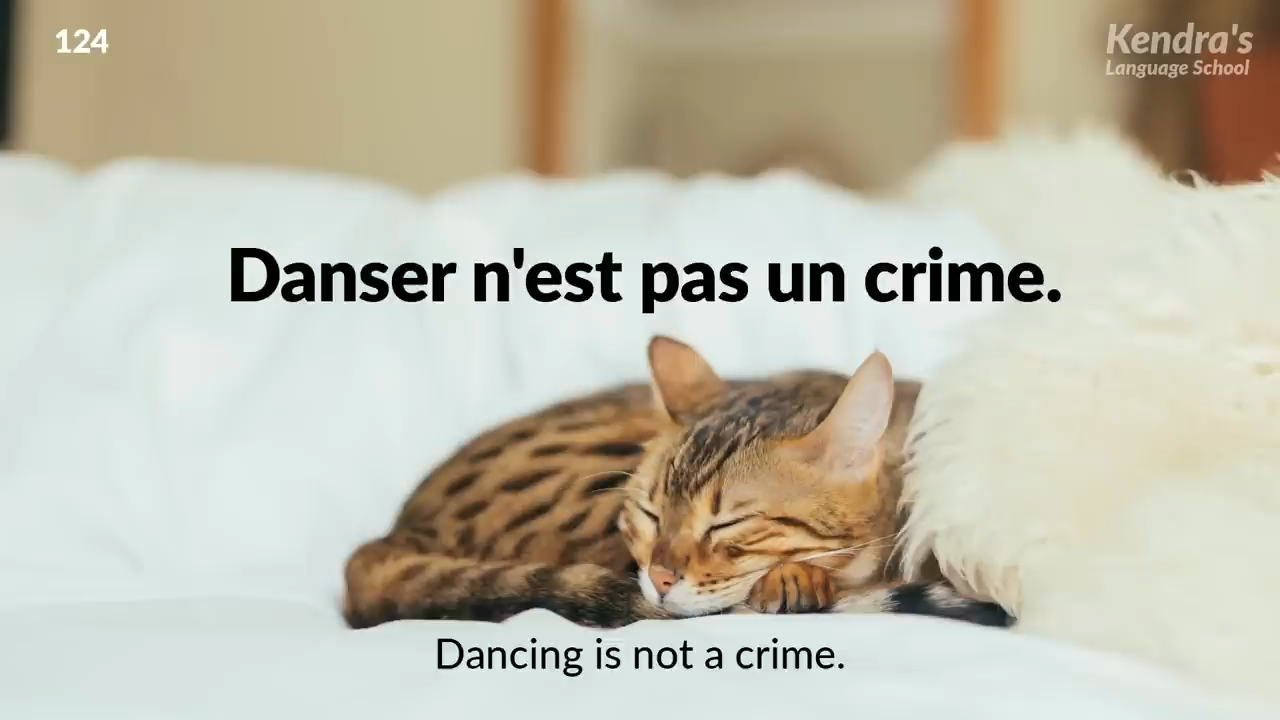 124
Kendra's
Language School
Danser n'est pas un crime.
Dancing is not a crime.